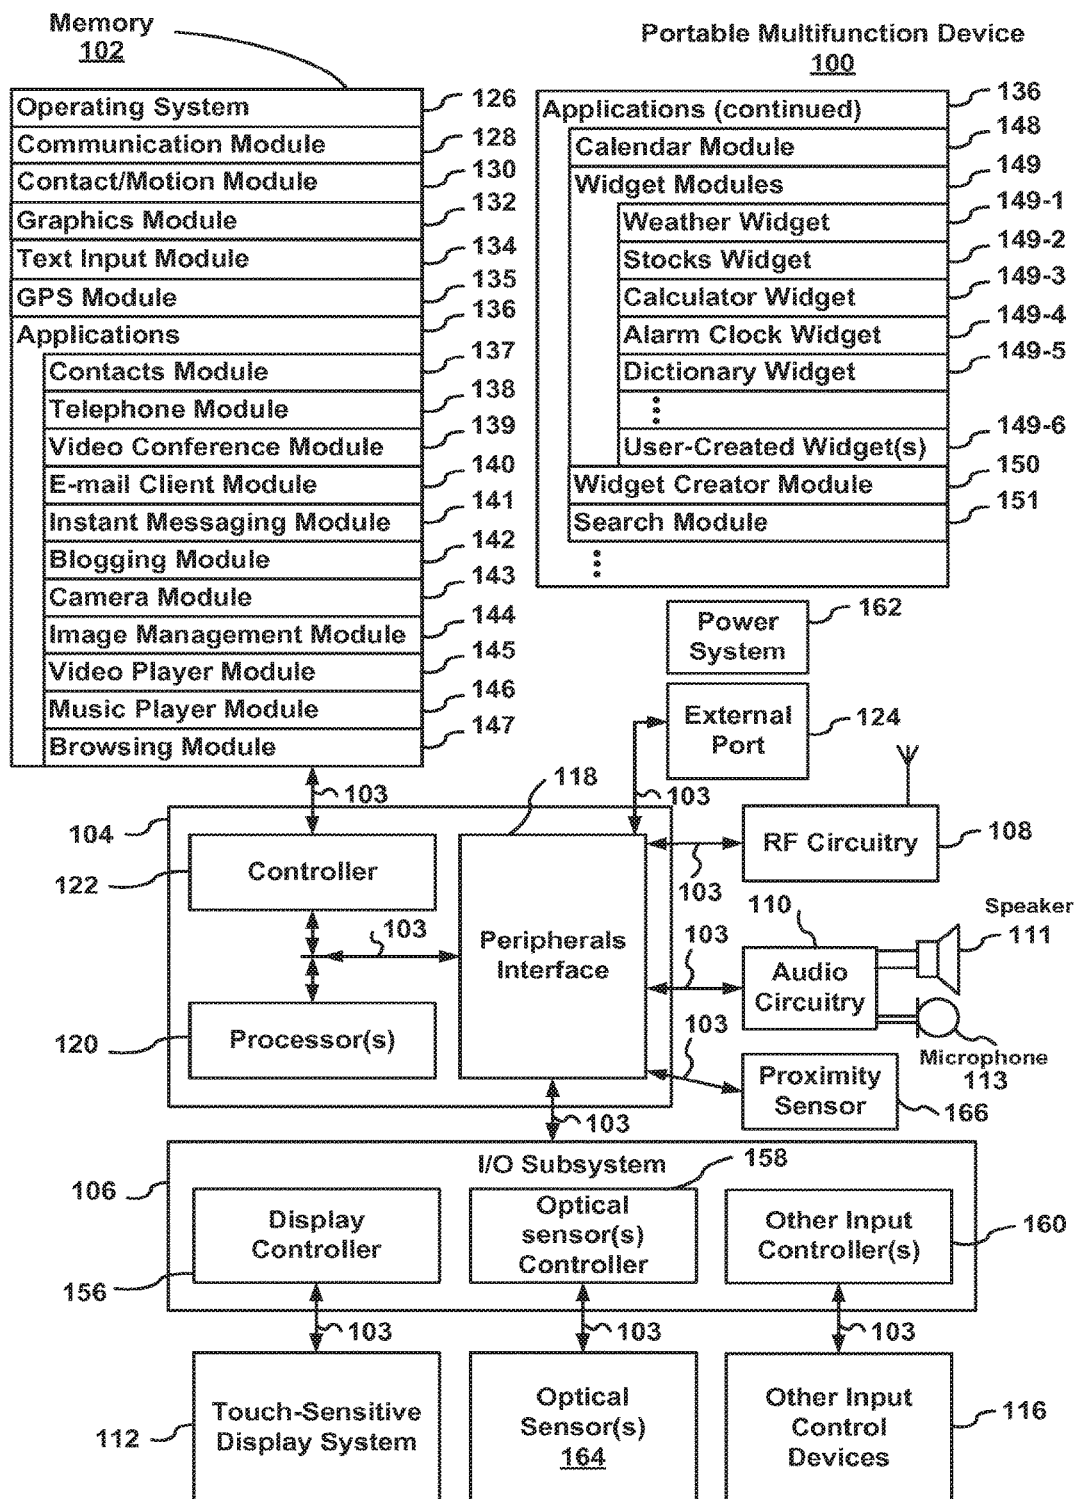 Memory
102
Operating System 126
Communication Module 128
Contact/Motion Module 130
Graphics Module 132
Text Input Module 134
GPS Module 135
Applications 136
Contacts Module 137
Telephone Module 138
Video Conference Module 139
E-mail Client Module 140
Instant Messaging Module 141
Blogging Module 142
Camera Module 143
Image Management Module 144
Video Player Module 145
Music Player Module 146
Browsing Module 147
Portable Multifunction Device
100
Applications (continued) 136
Calendar Module 148
Widget Modules 149
Weather Widget 149-1
Stocks Widget 149-2
Calculator Widget 149-3
Alarm Clock Widget 149-4
Dictionary Widget 149-5
User-Created Widget(s) 149-6
Widget Creator Module 150
Search Module 151
Power
System
162
External
Port
124
103
103
118
104
Controller
122
103
Peripherals
Interface
Processor(s)
120
RF Circuitry
108
103
110
Audio
Circuitry
103
Speaker
111
Microphone
113
103
Proximity
Sensor
166
103
I/O Subsystem
106
Display
Controller
156
158
Optical
sensor(s)
Controller
Other Input
Controller(s)
160
103
103
103
Touch-Sensitive
Display System
112
Optical
Sensor(s)
164
Other Input
Control
Devices
116